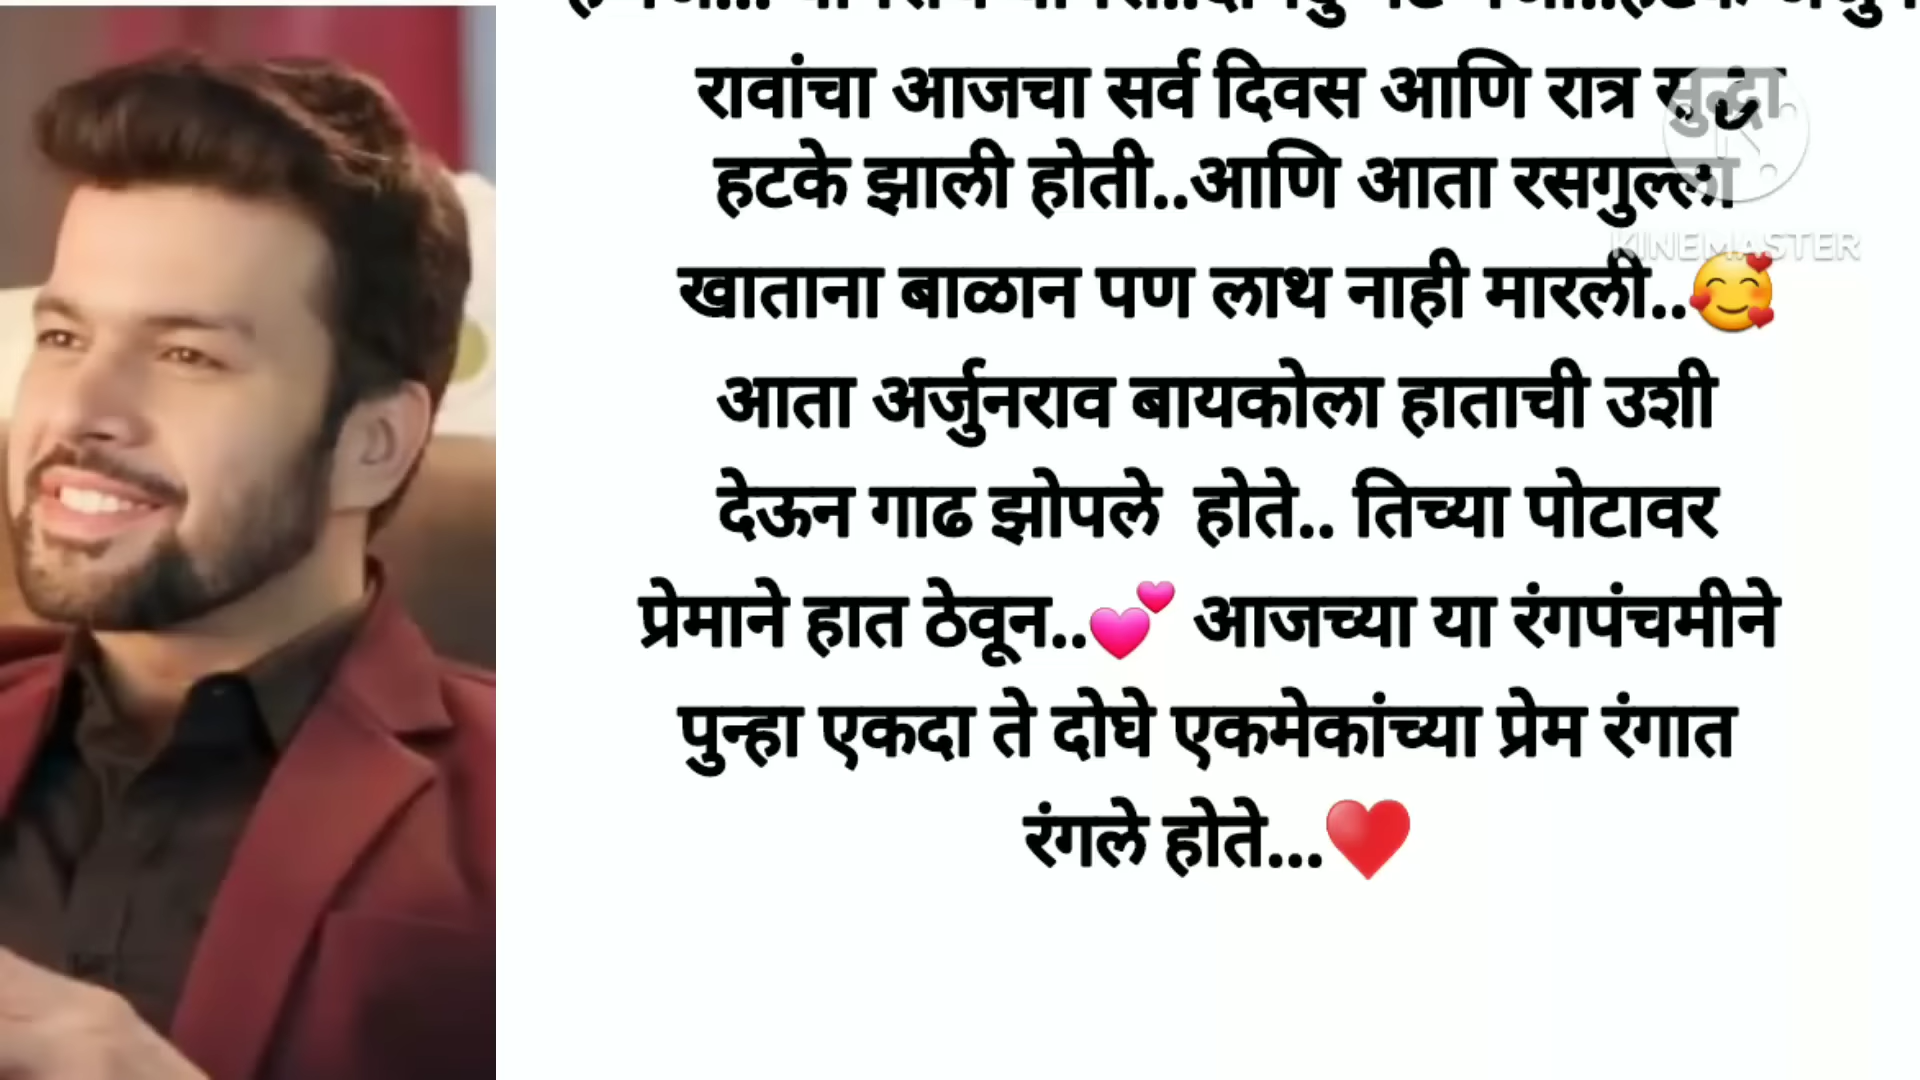 रावांचा आजचा सर्व दिवस आणि रात्र सुद्धा
हटके झाली होती..आणि आता रसगुल्ला
KINEMASTER
खाताना बाळान पण लाथ नाही मारली..🥰
आता अर्जुनराव बायकोला हाताची उशी
देऊन गाढ झोपले होते.. तिच्या पोटावर
प्रेमाने हात ठेवून..💕 आजच्या या रंगपंचमीने
पुन्हा एकदा ते दोघे एकमेकांच्या प्रेम रंगात
रंगले होते...♥️